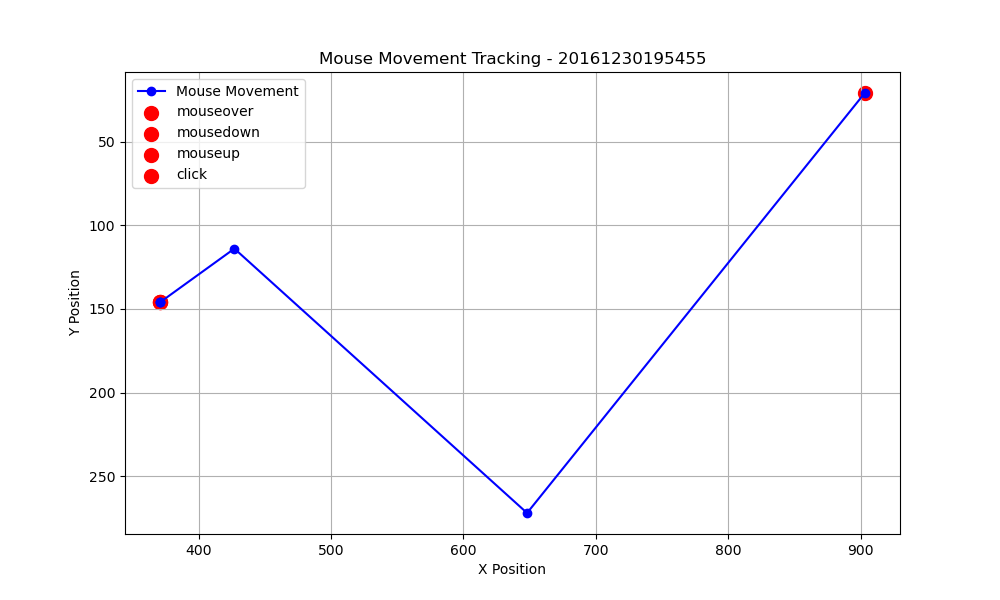 Mouse Movement Tracking - 20161230195455
Mouse Movement
mouseover
mousedown
mouseup
click
50
100
150
200
250
Y Position
400 500 600 700 800 900
X Position